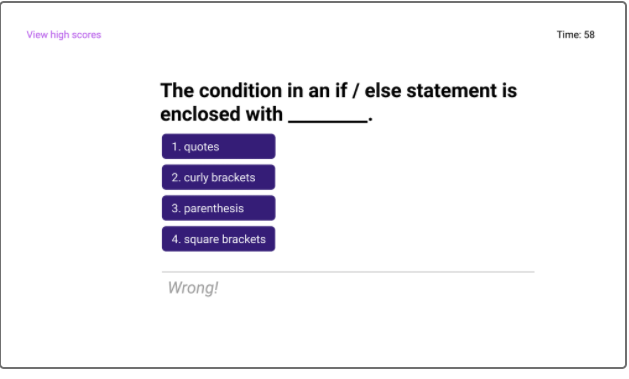 View high scores
Time: 58
The condition in an if / else statement is
enclosed with ________.
1. quotes
2. curly brackets
3. parenthesis
4. square brackets
Wrong!